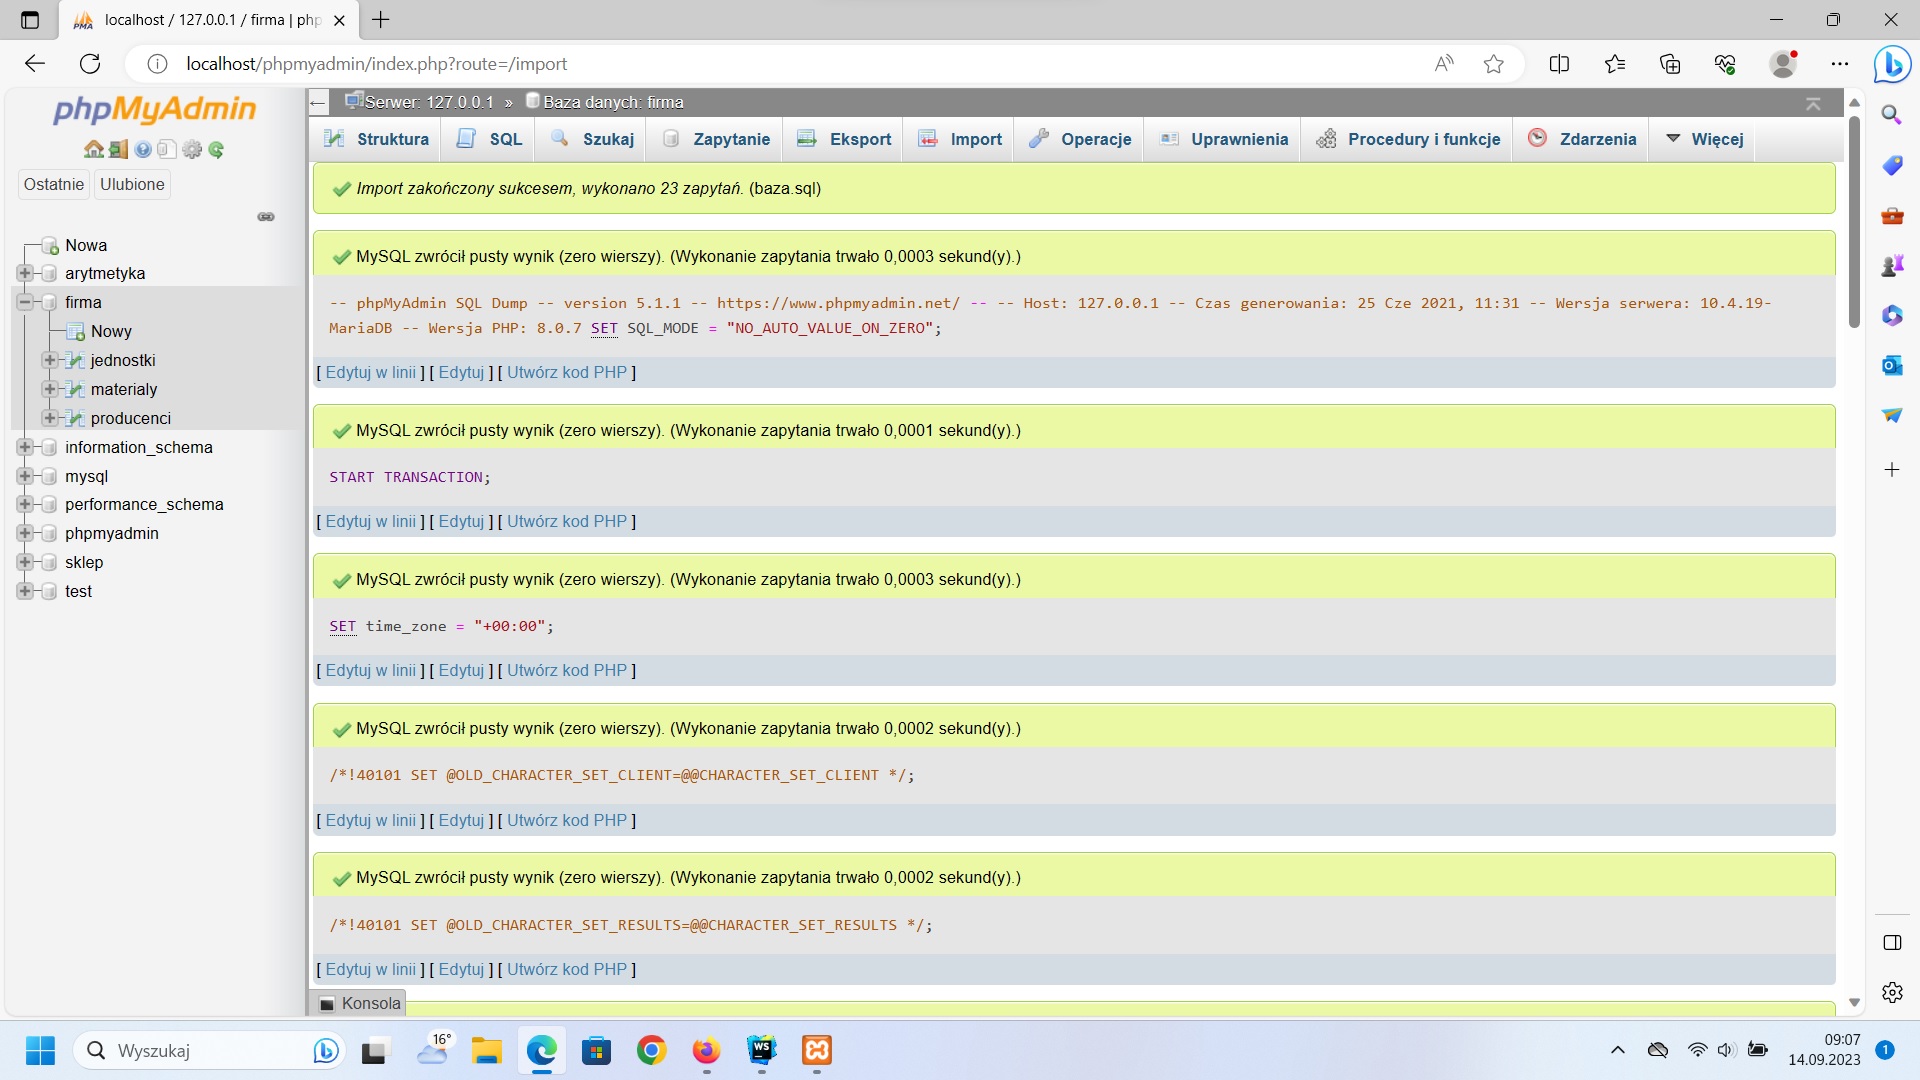 localhost / 127.0.0.1 / firma | php
localhost/phpmyadmin/index.php?route=/import
phpMyAdmin
Ostatnie Ulubione
Nowa
arytmetyka
firma
Nowy
jednostki
materialy
producenci
information_schema
mysql
performance_schema
phpmyadmin
sklep
test
Serwer: 127.0.0.1 » Baza danych: firma
Struktura SQL Szukaj Zapytanie Eksport Import Operacje Uprawnienia Procedury i funkcje Zdarzenia Więcej
Import zakończony sukcesem, wykonano 23 zapytań. (baza.sql)
MySQL zwrócił pusty wynik (zero wierszy). (Wykonanie zapytania trwało 0,0003 sekund(y).)
-- phpMyAdmin SQL Dump -- version 5.1.1 -- https://www.phpmyadmin.net/ -- -- Host: 127.0.0.1 -- Czas generowania: 25 Cze 2021, 11:31 -- Wersja serwera: 10.4.19-
MariaDB -- Wersja PHP: 8.0.7 SET SQL_MODE = "NO_AUTO_VALUE_ON_ZERO";
[ Edytuj w linii ] [ Edytuj ] [ Utwórz kod PHP ]
MySQL zwrócił pusty wynik (zero wierszy). (Wykonanie zapytania trwało 0,0001 sekund(y).)
START TRANSACTION;
[ Edytuj w linii ] [ Edytuj ] [ Utwórz kod PHP ]
MySQL zwrócił pusty wynik (zero wierszy). (Wykonanie zapytania trwało 0,0003 sekund(y).)
SET time_zone = "+00:00";
[ Edytuj w linii ] [ Edytuj ] [ Utwórz kod PHP ]
MySQL zwrócił pusty wynik (zero wierszy). (Wykonanie zapytania trwało 0,0002 sekund(y).)
/*!40101 SET @OLD_CHARACTER_SET_CLIENT=@@CHARACTER_SET_CLIENT */;
[ Edytuj w linii ] [ Edytuj ] [ Utwórz kod PHP ]
MySQL zwrócił pusty wynik (zero wierszy). (Wykonanie zapytania trwało 0,0002 sekund(y).)
/*!40101 SET @OLD_CHARACTER_SET_RESULTS=@@CHARACTER_SET_RESULTS */;
[ Edytuj w linii ] [ Edytuj ] [ Utwórz kod PHP ]
Konsola
Wyszukaj
16°
WS
09:07
14.09.2023
1